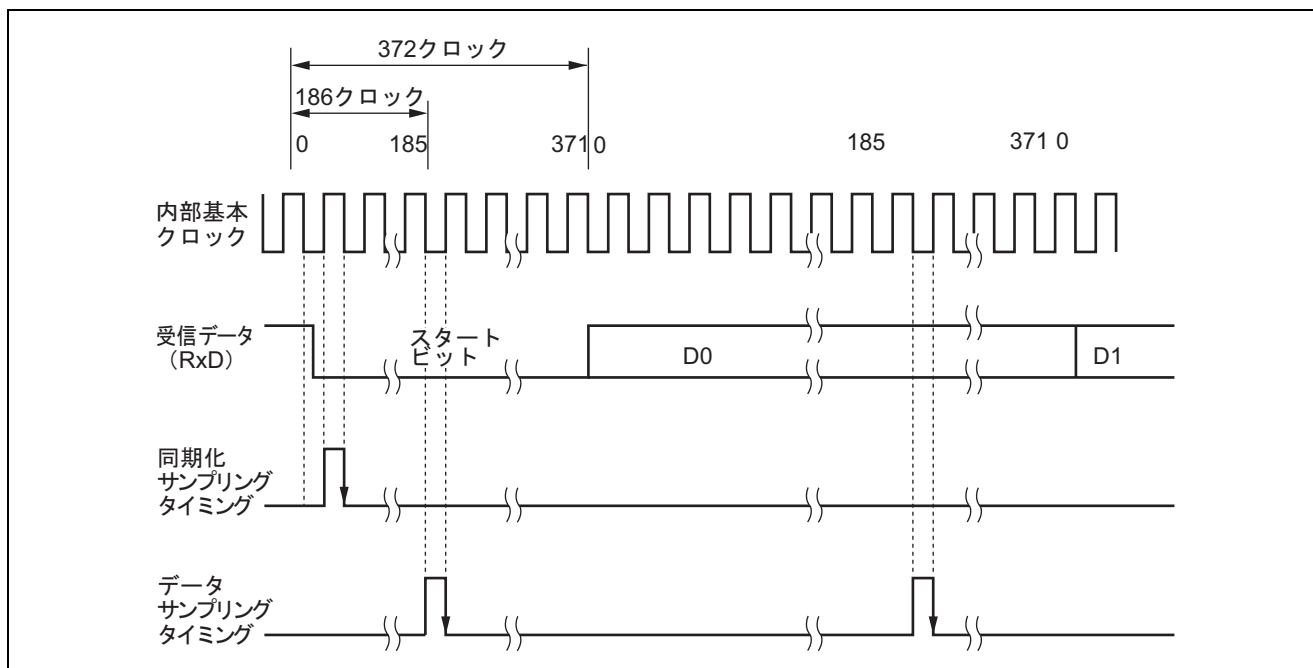 372クロック
186クロック
0 185 371 0 185 371 0
内部基本
クロック
受信データ
(RxD)
スタート
ビット
D0
D1
同期化
サンプリング
タイミング
データ
サンプリング
タイミング